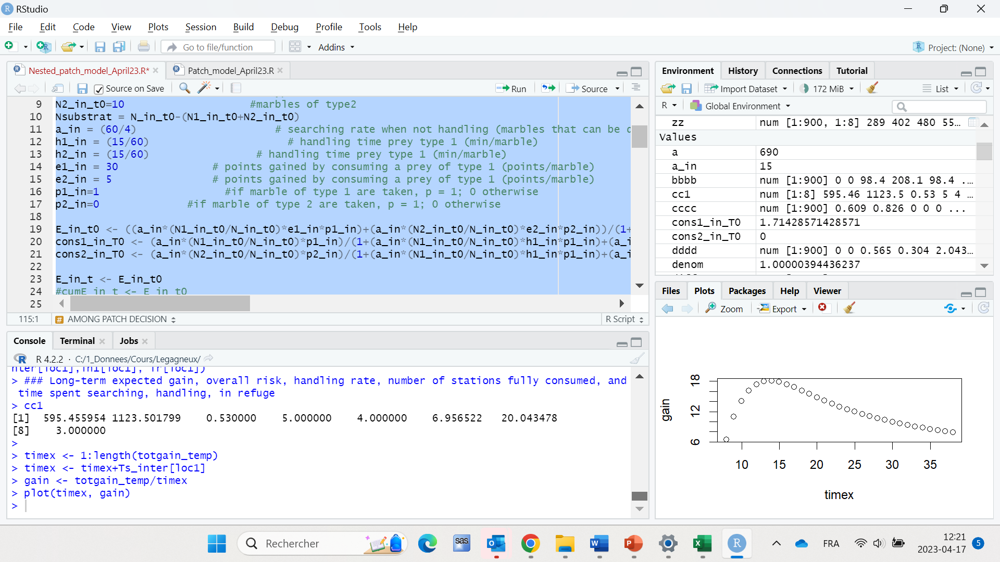 RStudio
File Edit Code View Plots Session Build Debug Profile Tools Help
Go to file/function Addins Project: (None)
Nested_patch_model_April23.R* Patch_model_April23.R
Source on Save Run Source
9 N2_in_t0=10 #marbles of type2
10 Nsubstrat = N_in_t0-(N1_in_t0+N2_in_t0)
11 a_in = (60/4) # searching rate when not handling (marbles that can be
12 h1_in = (15/60) # handling time prey type 1 (min/marble)
13 h2_in = (15/60) # handling time prey type 1 (min/marble)
14 e1_in = 30 # points gained by consuming a prey of type 1 (points/marble)
15 e2_in = 5 # points gained by consuming a prey of type 1 (points/marble)
16 p1_in=1 #if marble of type 1 are taken, p = 1; 0 otherwise
17 p2_in=0 #if marble of type 2 are taken, p = 1; 0 otherwise
18
19 E_in_t0 <- ((a_in*(N1_in_t0/N_in_t0)*e1_in*p1_in)+(a_in*(N2_in_t0/N_in_t0)*e2_in*p2_in))/(1+
20 cons1_in_T0 <- (a_in*(N1_in_t0/N_in_t0)*p1_in)/(1+(a_in*(N1_in_t0/N_in_t0)*h1_in*p1_in)+(a_i
21 cons2_in_T0 <- (a_in*(N2_in_t0/N_in_t0)*p2_in)/(1+(a_in*(N1_in_t0/N_in_t0)*h1_in*p1_in)+(a_i
22
23 E_in_t <- E_in_t0
24 #cumE_in_t <- E_in_t0
25
115:1 AMONG PATCH DECISION R Script
Console Terminal Jobs
R 4.2.2 · C:/1_Donnees/Cours/Legagneux/
nter[loc1],Th1[loc1], Tr[loc1])
> ### Long-term expected gain, overall risk, handling rate, number of stations fully consumed, and
time spent searching, handling, in refuge
> cc1
[1] 595.455954 1123.501799 0.530000 5.000000 4.000000 6.956522 20.043478
[8] 3.000000
>
> timex <- 1:length(totgain_temp)
> timex <- timex+Ts_inter[loc1]
> gain <- totgain_temp/timex
> plot(timex, gain)
>
Environment History Connections Tutorial
Import Dataset 172 MiB List
R Global Environment
zz num [1:900, 1:8] 289 402 480 55...
Values
a 690
a_in 15
bbbb num [1:900] 0 0 98.4 208.1 98.4 ...
cc1 num [1:8] 595.46 1123.5 0.53 5 4 ...
cccc num [1:900] 0.609 0.826 0 0 0 ...
cons1_in_T0 1.71428571428571
cons2_in_T0 0
dddd num [1:900] 0 0 0.565 0.304 2.043...
denom 1.00000394436237
Files Plots Packages Help Viewer
Zoom Export
gain
18
12
6
10 15 20 25 30 35
timex
Rechercher
sas
FRA
12:21
2023-04-17
5